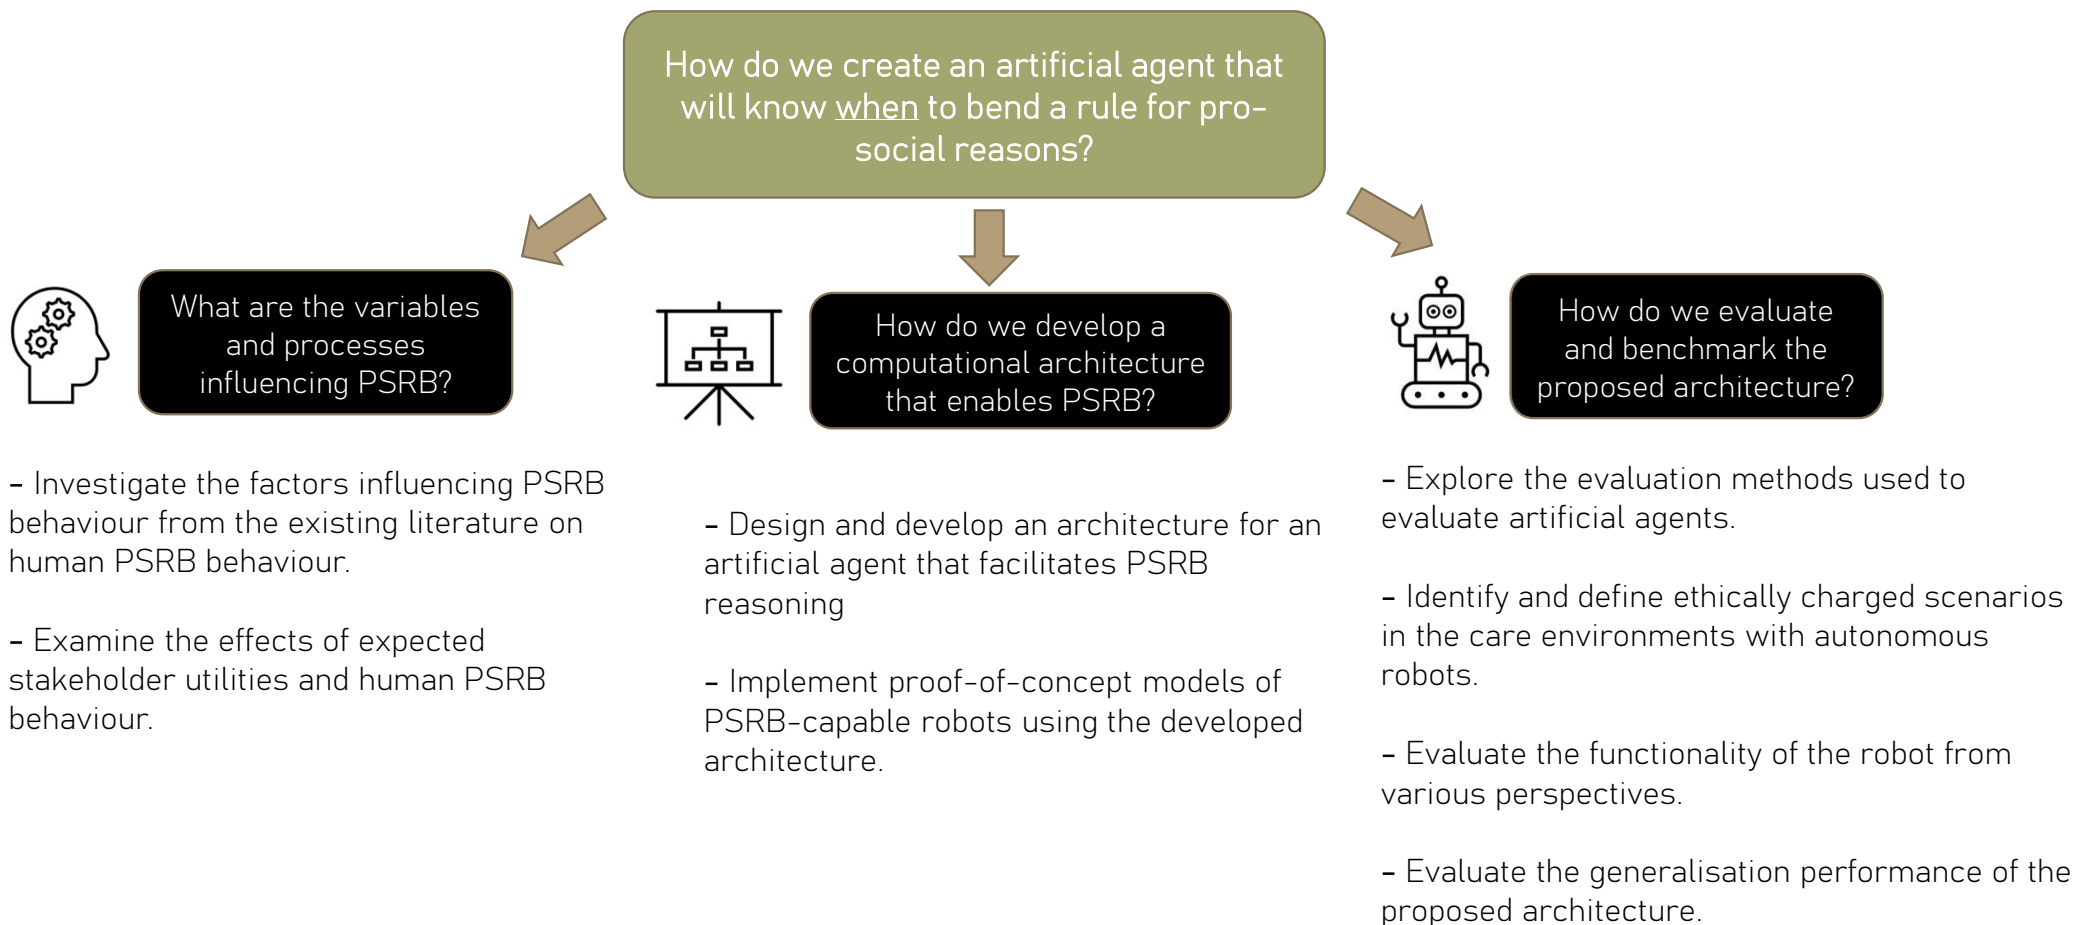 How do we create an artificial agent that
will know when to bend a rule for pro-
social reasons?
What are the variables
and processes
influencing PSRB?
- Investigate the factors influencing PSRB
behaviour from the existing literature on
human PSRB behaviour.
- Examine the effects of expected
stakeholder utilities and human PSRB
behaviour.
How do we develop a
computational architecture
that enables PSRB?
- Design and develop an architecture for an
artificial agent that facilitates PSRB
reasoning
- Implement proof-of-concept models of
PSRB-capable robots using the developed
architecture.
How do we evaluate
and benchmark the
proposed architecture?
- Explore the evaluation methods used to
evaluate artificial agents.
- Identify and define ethically charged scenarios
in the care environments with autonomous
robots.
- Evaluate the functionality of the robot from
various perspectives.
- Evaluate the generalisation performance of the
proposed architecture.